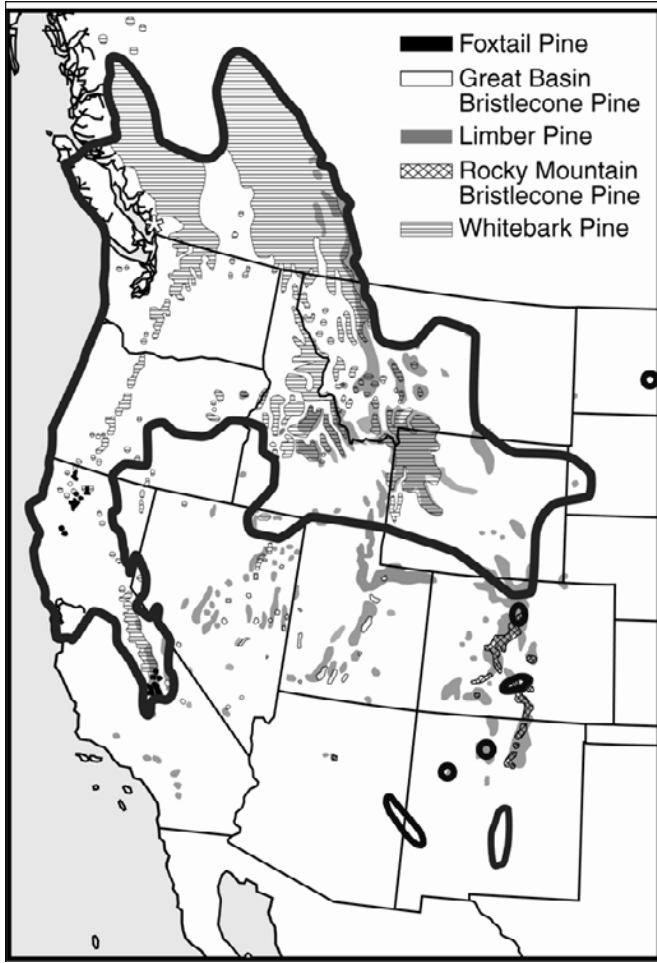 Foxtail Pine
Great Basin
Bristlecone Pine
Limber Pine
Rocky Mountain
Bristlecone Pine
Whitebark Pine